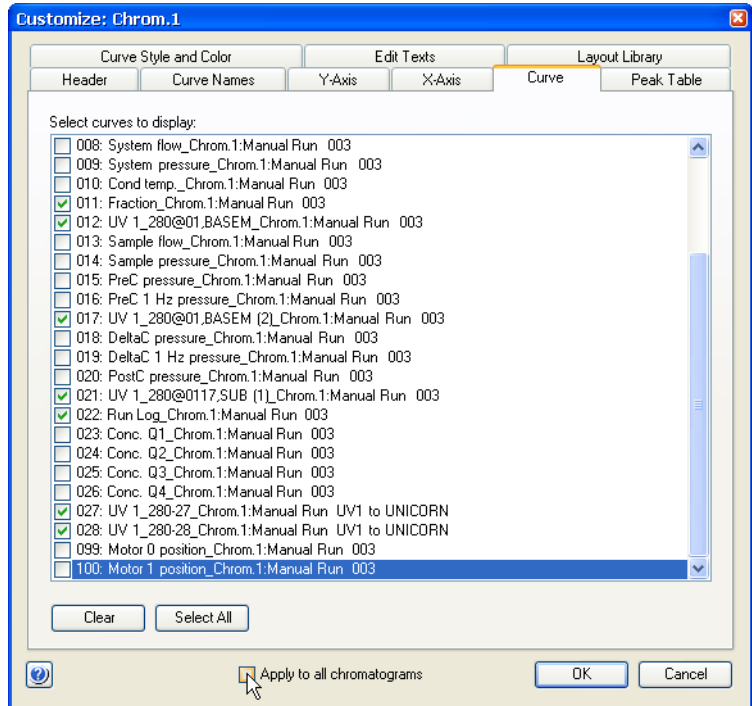 Customize: Chrom.1
Curve Style and Color Edit Texts Layout Library
Header Curve Names Y-Axis X-Axis Curve Peak Table
Select curves to display:
008: System flow_Chrom.1:Manual Run 003
009: System pressure_Chrom.1:Manual Run 003
010: Cond temp._Chrom.1:Manual Run 003
011: Fraction_Chrom.1:Manual Run 003
012: UV 1_280@01,BASEM_Chrom.1:Manual Run 003
013: Sample flow_Chrom.1:Manual Run 003
014: Sample pressure_Chrom.1:Manual Run 003
015: PreC pressure_Chrom.1:Manual Run 003
016: PreC 1 Hz pressure_Chrom.1:Manual Run 003
017: UV 1_280@01,BASEM (2)_Chrom.1:Manual Run 003
018: DeltaC pressure_Chrom.1:Manual Run 003
019: DeltaC 1 Hz pressure_Chrom.1:Manual Run 003
020: PostC pressure_Chrom.1:Manual Run 003
021: UV 1_280@0117,SUB (1)_Chrom.1:Manual Run 003
022: Run Log_Chrom.1:Manual Run 003
023: Conc. Q1_Chrom.1:Manual Run 003
024: Conc. Q2_Chrom.1:Manual Run 003
025: Conc. Q3_Chrom.1:Manual Run 003
026: Conc. Q4_Chrom.1:Manual Run 003
027: UV 1_280-27_Chrom.1:Manual Run UV1 to UNICORN
028: UV 1_280-28_Chrom.1:Manual Run UV1 to UNICORN
099: Motor 0 position_Chrom.1:Manual Run 003
100: Motor 1 position_Chrom.1:Manual Run 003
Clear Select All
? Apply to all chromatograms OK Cancel